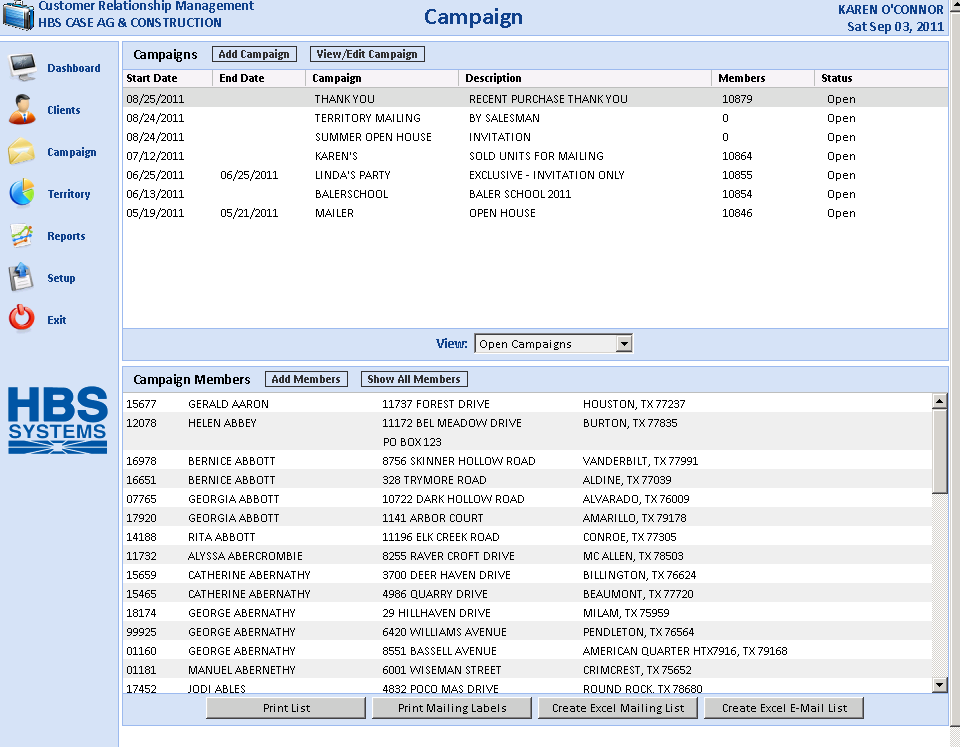 Customer Relationship Management
HBS CASE AG & CONSTRUCTION
Campaign
KAREN O'CONNOR
Sat Sep 03, 2011
Dashboard
Clients
Campaign
Territory
Reports
Setup
Exit
HBS
SYSTEMS
Campaigns Add Campaign View/Edit Campaign
Start Date End Date Campaign Description Members Status
08/25/2011 THANK YOU RECENT PURCHASE THANK YOU 10879 Open
08/24/2011 TERRITORY MAILING BY SALESMAN 0 Open
08/24/2011 SUMMER OPEN HOUSE INVITATION 0 Open
07/12/2011 KAREN'S SOLD UNITS FOR MAILING 10864 Open
06/25/2011 06/25/2011 LINDA'S PARTY EXCLUSIVE - INVITATION ONLY 10855 Open
06/13/2011 BALERSCHOOL BALER SCHOOL 2011 10854 Open
05/19/2011 05/21/2011 MAILER OPEN HOUSE 10846 Open
View: Open Campaigns
Campaign Members Add Members Show All Members
15677 GERALD AARON 11737 FOREST DRIVE HOUSTON, TX 77237
12078 HELEN ABBEY 11172 BEL MEADOW DRIVE BURTON, TX 77835
PO BOX 123
16978 BERNICE ABBOTT 8756 SKINNER HOLLOW ROAD VANDERBILT, TX 77991
16651 BERNICE ABBOTT 328 TRYMORE ROAD ALDINE, TX 77039
07765 GEORGIA ABBOTT 10722 DARK HOLLOW ROAD ALVARADO, TX 76009
17920 GEORGIA ABBOTT 1141 ARBOR COURT AMARILLO, TX 79178
14188 RITA ABBOTT 11196 ELK CREEK ROAD CONROE, TX 77305
11732 ALYSSA ABERCROMBIE 8255 RAVER CROFT DRIVE MC ALLEN, TX 78503
15659 CATHERINE ABERNATHY 3700 DEER HAVEN DRIVE BILLINGTON, TX 76624
15465 CATHERINE ABERNATHY 4986 QUARRY DRIVE BEAUMONT, TX 77720
18174 GEORGE ABERNATHY 29 HILLHAVEN DRIVE MILAM, TX 75959
99925 GEORGE ABERNATHY 6420 WILLIAMS AVENUE PENDLETON, TX 76564
01160 GEORGE ABERNATHY 8551 BASSELL AVENUE AMERICAN QUARTER HTX7916, TX 79168
01181 MANUEL ABERNETHY 6001 WISEMAN STREET CRIMCREST, TX 75652
17452 JODI ABLES 4832 POCO MAS DRIVE ROUND ROCK, TX 78680
Print List Print Mailing Labels Create Excel Mailing List Create Excel E-Mail List